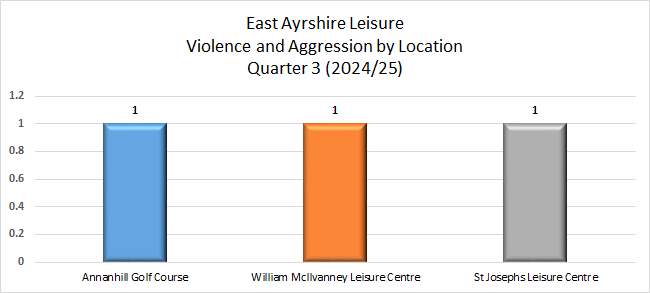 East Ayrshire Leisure
Violence and Aggression by Location
Quarter 3 (2024/25)
1.2
1
0.8
0.6
0.4
0.2
0
1
1
1
Annanhill Golf Course
William McIlvanney Leisure Centre
St Josephs Leisure Centre